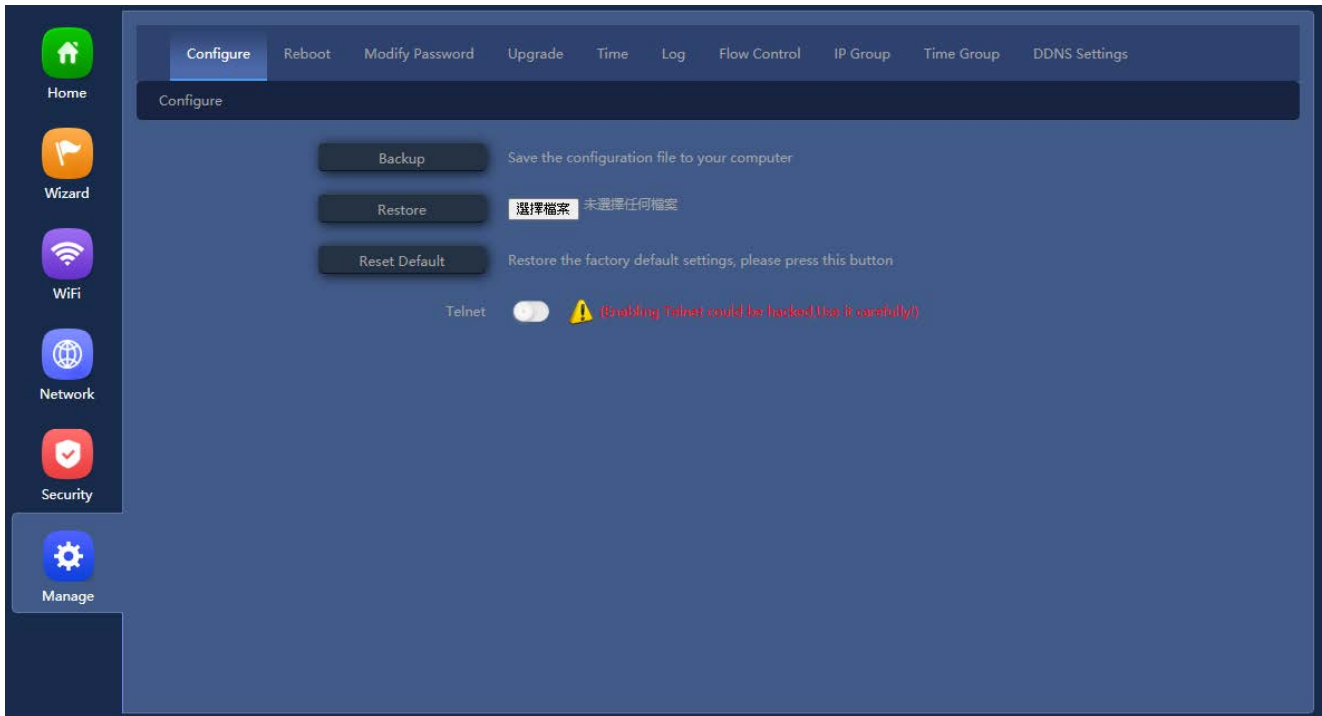 Home
Wizard
WiFi
Network
Security
Manage
Configure Reboot Modify Password Upgrade Time Log Flow Control IP Group Time Group DDNS Settings
Configure
Backup Save the configuration file to your computer
Restore 選擇檔案 未選擇任何檔案
Reset Default Restore the factory default settings, please press this button
Telnet (Enabling Telnet could be hacked,Use it carefully!)